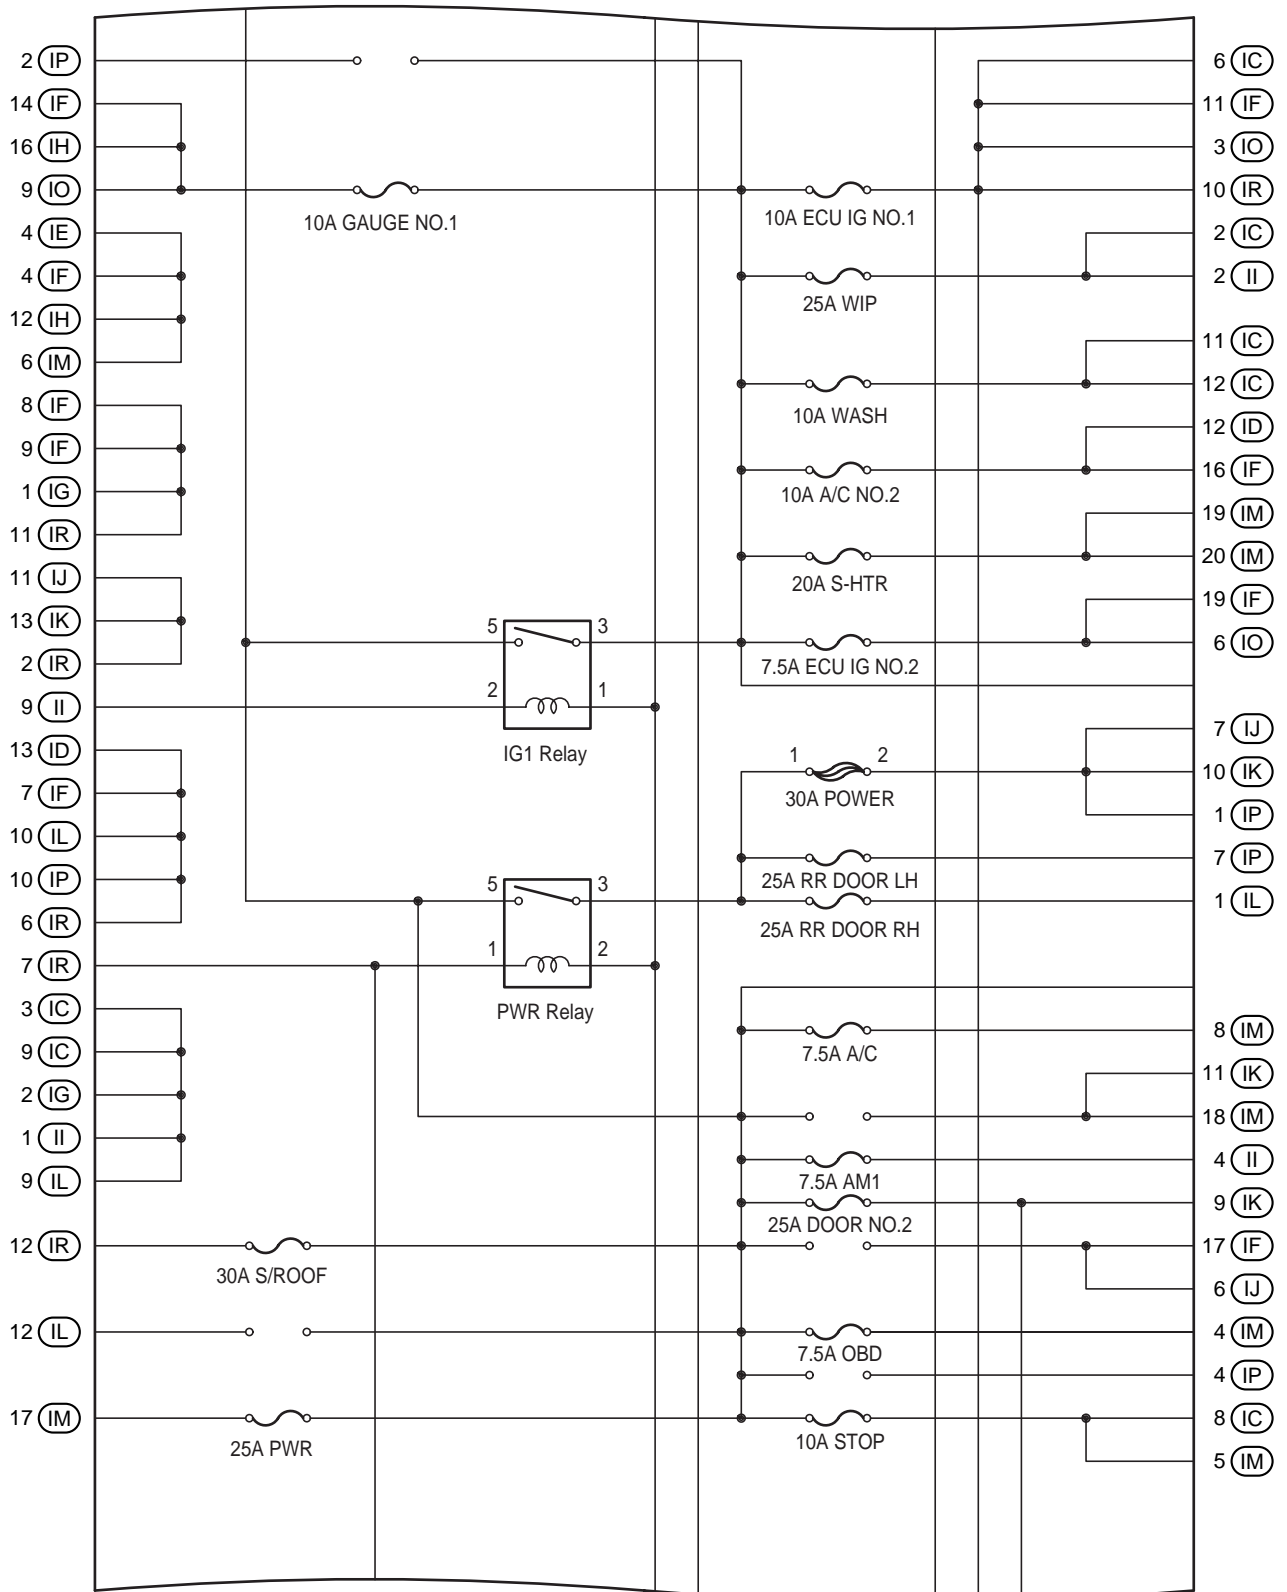 2 IP
6 IC
14 IF
11 IF
16 IH
3 IO
9 IO
10 IR
10A GAUGE NO.1
10A ECU IG NO.1
4 IE
2 IC
4 IF
2 II
25A WIP
12 IH
11 IC
6 IM
12 IC
8 IF
10A WASH
12 ID
9 IF
16 IF
1 IG
10A A/C NO.2
19 IM
11 IR
20 IM
11 IJ
20A S-HTR
19 IF
13 IK
5 3
6 IO
2 IR
7.5A ECU IG NO.2
2 1
9 II
7 IJ
13 ID
IG1 Relay
1 2
10 IK
7 IF
30A POWER
1 IP
10 IL
7 IP
10 IP
25A RR DOOR LH
5 3
1 IL
6 IR
25A RR DOOR RH
1 2
7 IR
3 IC
PWR Relay
8 IM
9 IC
7.5A A/C
11 IK
2 IG
18 IM
1 II
4 II
9 IL
7.5A AM1
9 IK
25A DOOR NO.2
12 IR
17 IF
30A S/ROOF
6 IJ
12 IL
4 IM
7.5A OBD
4 IP
17 IM
8 IC
25A PWR
10A STOP
5 IM